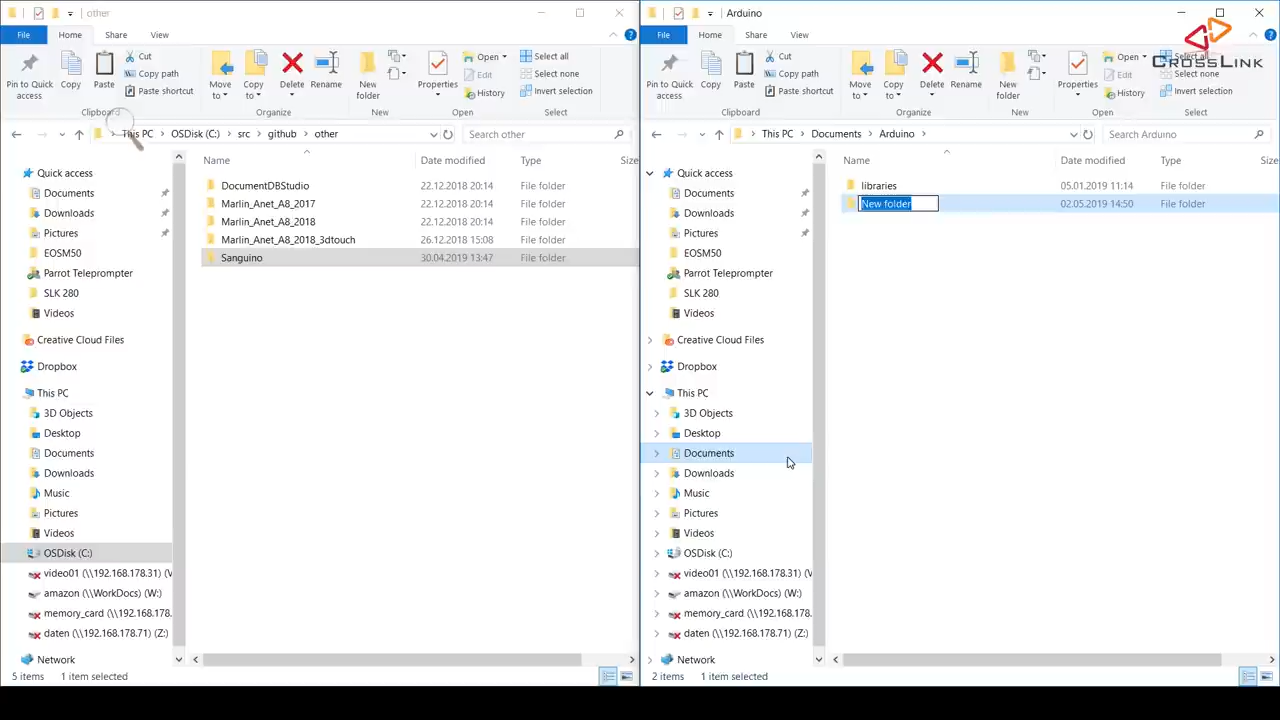 other
File
Home
Share
View
Pin to Quick access
Copy
Paste
Cut
Copy path
Paste shortcut
Clipboard
Move to
Copy to
Delete
Rename
Organize
New folder
New
Properties
Open
Edit
History
Open
Select all
Select none
Invert selection
Select
This PC > OSDisk (C:) > src > github > other
Search other
Quick access
Documents
Downloads
Pictures
EOSM50
Parrot Teleprompter
SLK 280
Videos
Creative Cloud Files
Dropbox
This PC
3D Objects
Desktop
Documents
Downloads
Music
Pictures
Videos
OSDisk (C:)
video01 (\\192.168.178.31) (V
amazon (\\WorkDocs) (W:)
memory_card (\\192.168.178.
daten (\\192.168.178.71) (Z:)
Network
Name Date modified Type Size
DocumentDBStudio 22.12.2018 20:14 File folder
Marlin_Anet_A8_2017 22.12.2018 20:14 File folder
Marlin_Anet_A8_2018 22.12.2018 20:14 File folder
Marlin_Anet_A8_2018_3dtouch 26.12.2018 15:08 File folder
Sanguino 30.04.2019 13:47 File folder
5 items 1 item selected
Arduino
CROSSLINK
File
Home
Share
View
Pin to Quick access
Copy
Paste
Cut
Copy path
Paste shortcut
Clipboard
Move to
Copy to
Delete
Rename
Organize
New folder
New
Properties
Open
Edit
History
Open
Select all
Select none
Invert selection
Select
This PC > Documents > Arduino >
Search Arduino
Quick access
Documents
Downloads
Pictures
EOSM50
Parrot Teleprompter
SLK 280
Videos
Creative Cloud Files
Dropbox
This PC
3D Objects
Desktop
Documents
Downloads
Music
Pictures
Videos
OSDisk (C:)
video01 (\\192.168.178.31) (V
amazon (\\WorkDocs) (W:)
memory_card (\\192.168.178.
daten (\\192.168.178.71) (Z:)
Network
Name Date modified Type Size
libraries 05.01.2019 11:14 File folder
New folder 02.05.2019 14:50 File folder
2 items 1 item selected